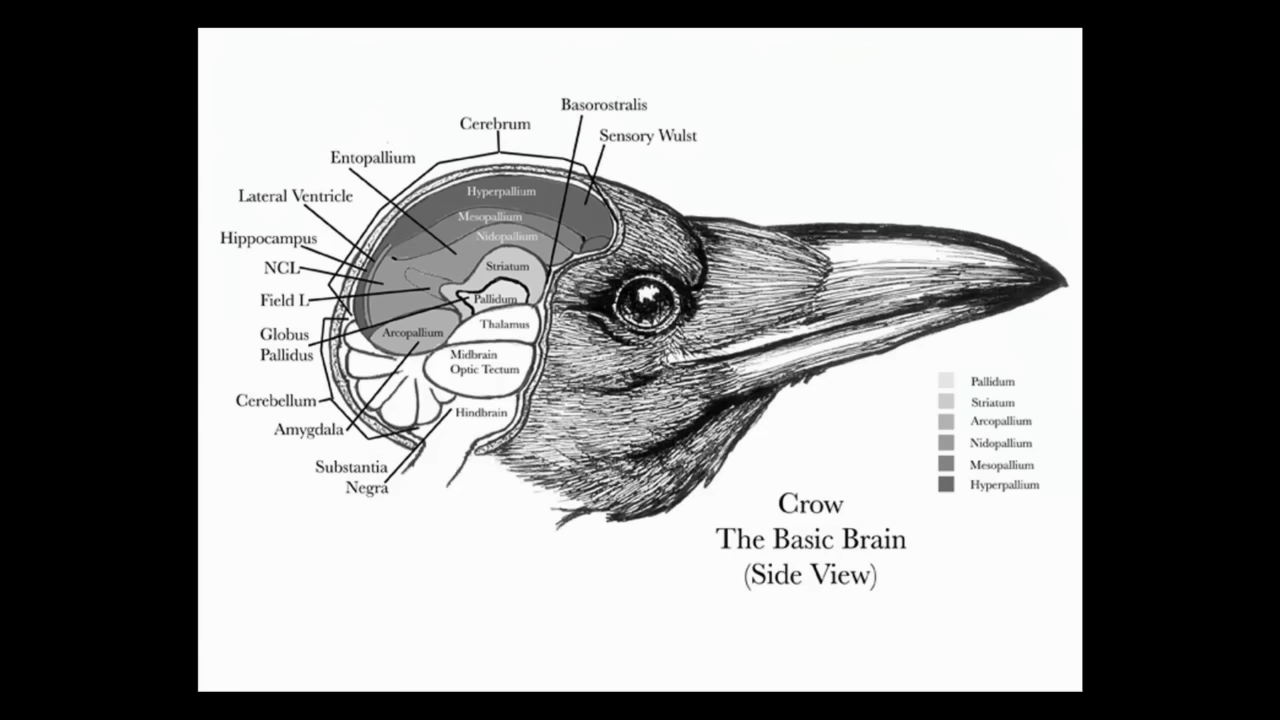 Basorostralis
Cerebrum
Sensory Wulst
Entopallium
Lateral Ventricle
Hippocampus
NCL
Field L
Globus
Pallidus
Cerebellum
Amygdala
Substantia
Negra
Hyperpallium
Mesopallium
Nidopallium
Striatum
Pallidum
Thalamus
Arcopallium
Midbrain
Optic Tectum
Hindbrain
Pallidum
Striatum
Arcopallium
Nidopallium
Mesopallium
Hyperpallium
Crow
The Basic Brain
(Side View)